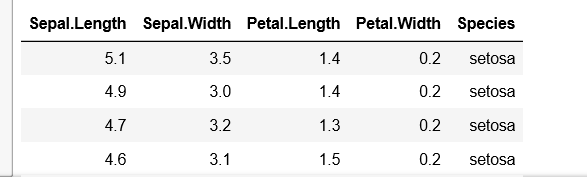 Sepal.Length Sepal.Width Petal.Length Petal.Width Species
5.1 3.5 1.4 0.2 setosa
4.9 3.0 1.4 0.2 setosa
4.7 3.2 1.3 0.2 setosa
4.6 3.1 1.5 0.2 setosa